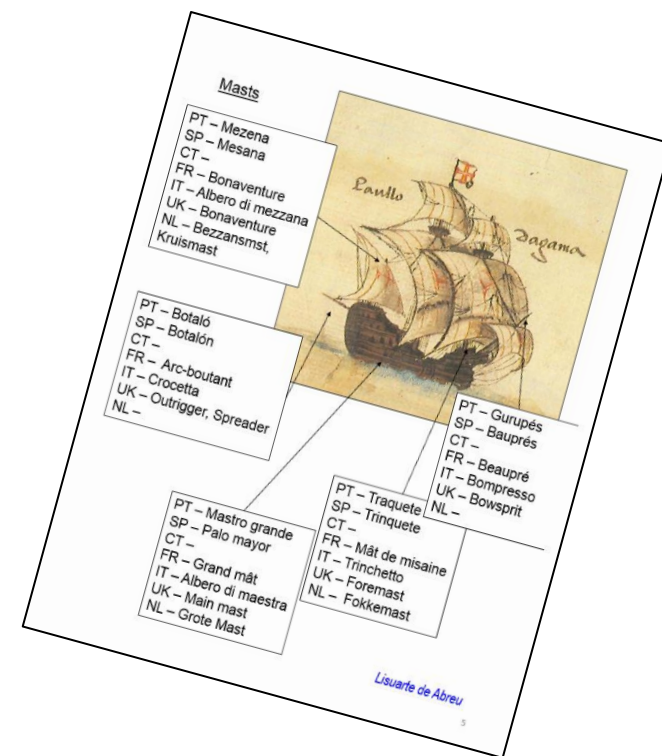 Masts
PT – Mezena
SP – Mesana
CT –
FR – Bonaventure
IT – Albero di mezzana
UK – Bonaventure
NL – Bezzansmst,
Kruismast
Paullo
Dagama
PT – Botaló
SP – Botalón
CT –
FR – Arc-boutant
IT – Crocetta
UK – Outrigger, Spreader
NL –
PT – Gurupés
SP – Bauprés
CT –
FR – Beaupré
IT – Bompresso
UK – Bowsprit
NL –
PT – Mastro grande
SP – Palo mayor
CT –
FR – Grand mât
IT – Albero di maestra
UK – Main mast
NL – Grote Mast
PT – Traquete
SP – Trinquete
CT –
FR – Mât de misaine
IT – Trinchetto
UK – Foremast
NL – Fokkemast
Lisuarte de Abreu
5